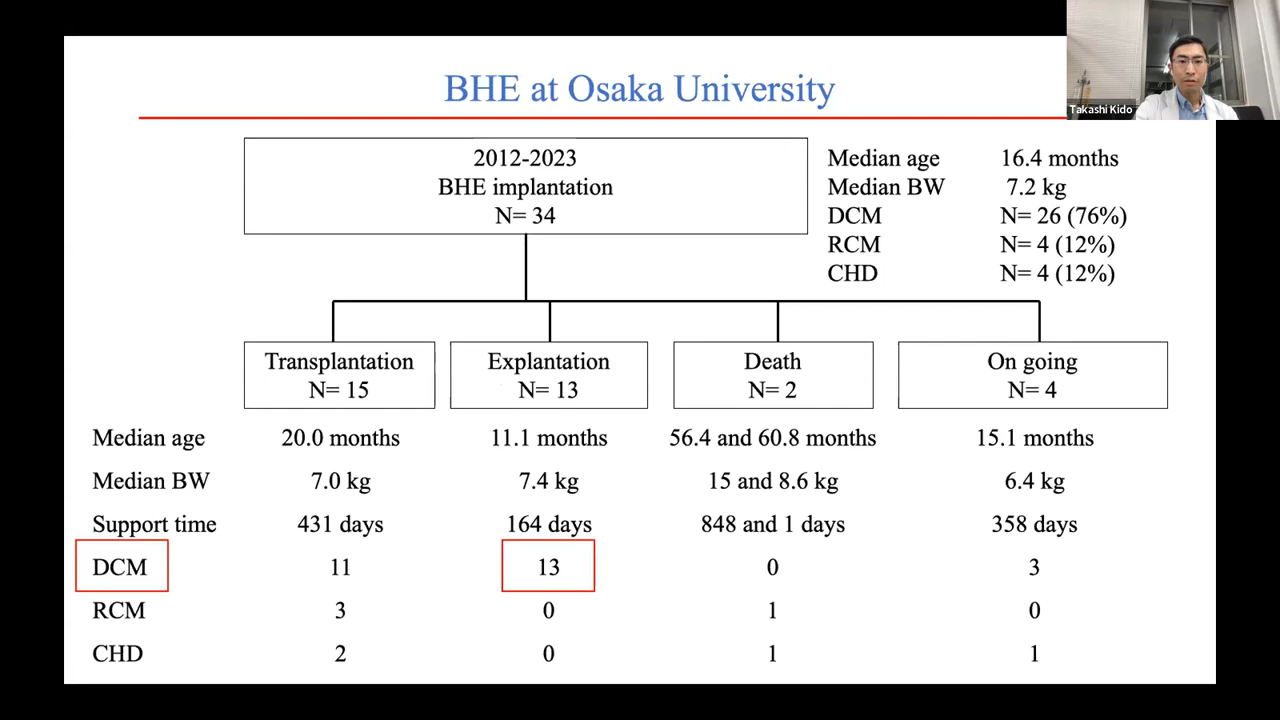 BHE at Osaka University
Takashi Kido
2012-2023
BHE implantation
N= 34
Median age 16.4 months
Median BW 7.2 kg
DCM N= 26 (76%)
RCM N= 4 (12%)
CHD N= 4 (12%)
Transplantation
N= 15
Explantation
N= 13
Death
N= 2
On going
N= 4
Median age 20.0 months 11.1 months 56.4 and 60.8 months 15.1 months
Median BW 7.0 kg 7.4 kg 15 and 8.6 kg 6.4 kg
Support time 431 days 164 days 848 and 1 days 358 days
DCM 11 13 0 3
RCM 3 0 1 0
CHD 2 0 1 1